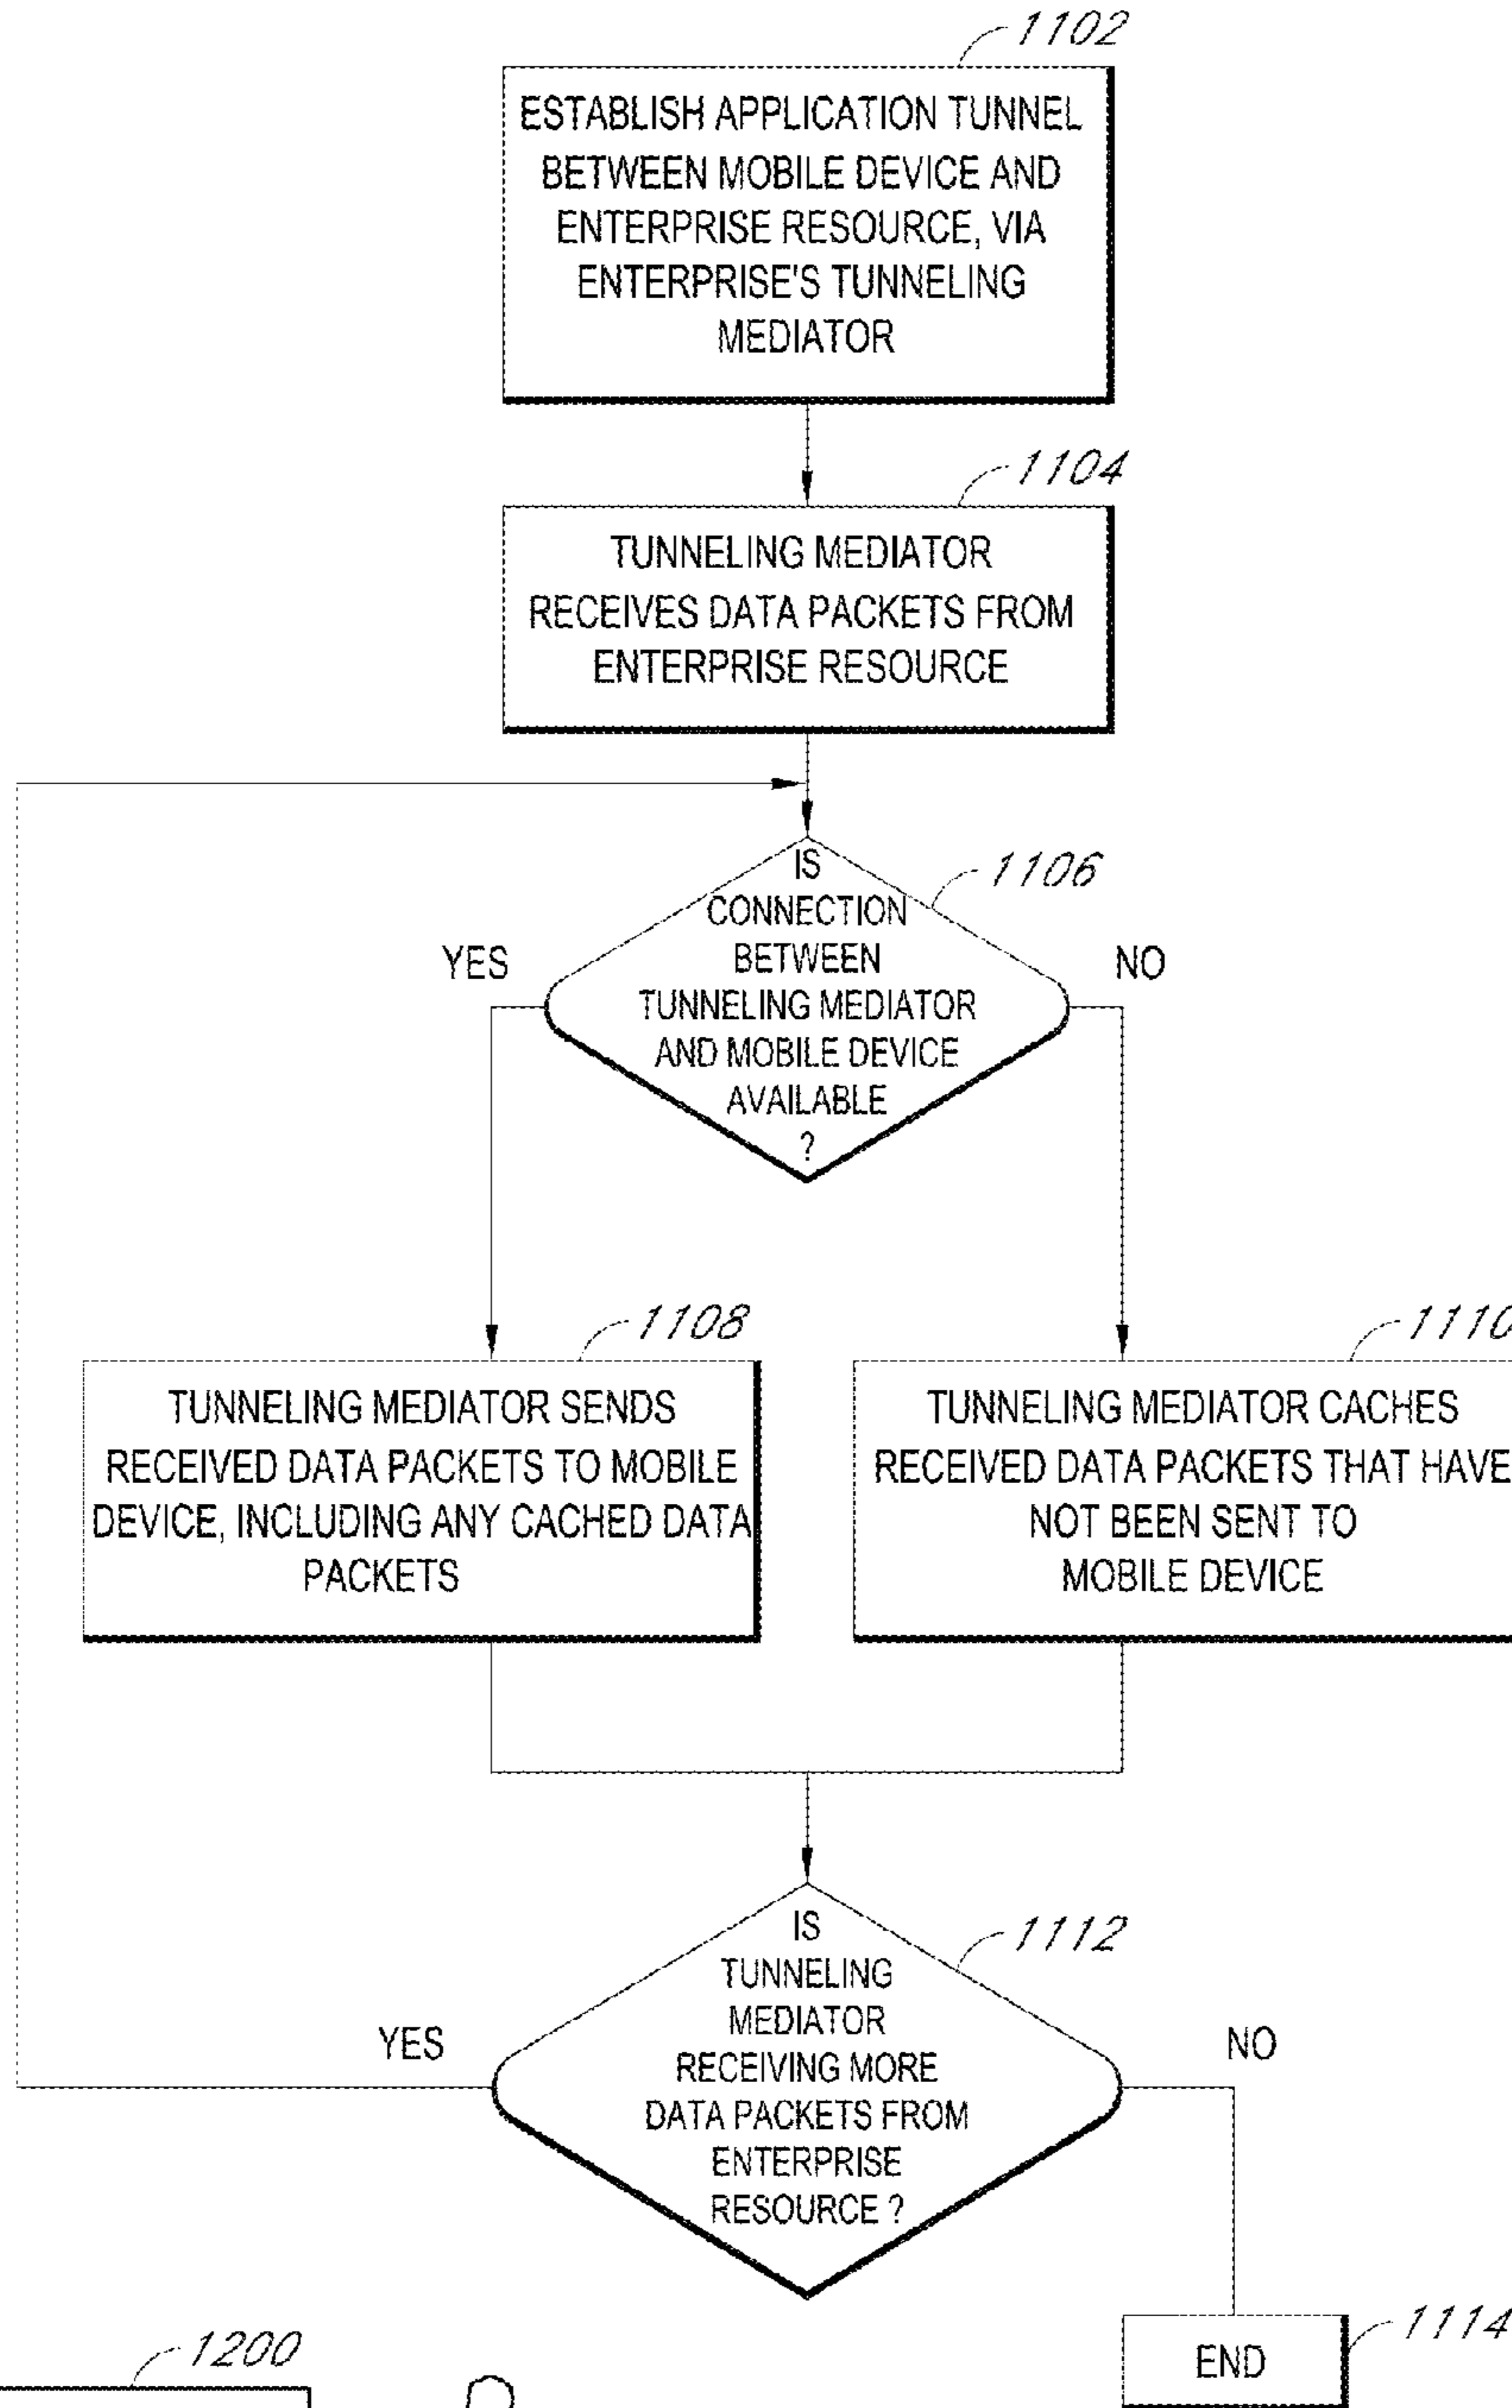 1102
ESTABLISH APPLICATION TUNNEL
BETWEEN MOBILE DEVICE AND
ENTERPRISE RESOURCE, VIA
ENTERPRISE'S TUNNELING
MEDIATOR
1104
TUNNELING MEDIATOR
RECEIVES DATA PACKETS FROM
ENTERPRISE RESOURCE
1106
IS
CONNECTION
BETWEEN
TUNNELING MEDIATOR
AND MOBILE DEVICE
AVAILABLE
?
YES
NO
1108
TUNNELING MEDIATOR SENDS
RECEIVED DATA PACKETS TO MOBILE
DEVICE, INCLUDING ANY CACHED DATA
PACKETS
1110
TUNNELING MEDIATOR CACHES
RECEIVED DATA PACKETS THAT HAVE
NOT BEEN SENT TO
MOBILE DEVICE
1112
IS
TUNNELING
MEDIATOR
RECEIVING MORE
DATA PACKETS FROM
ENTERPRISE
RESOURCE ?
YES
NO
1114
END
1200